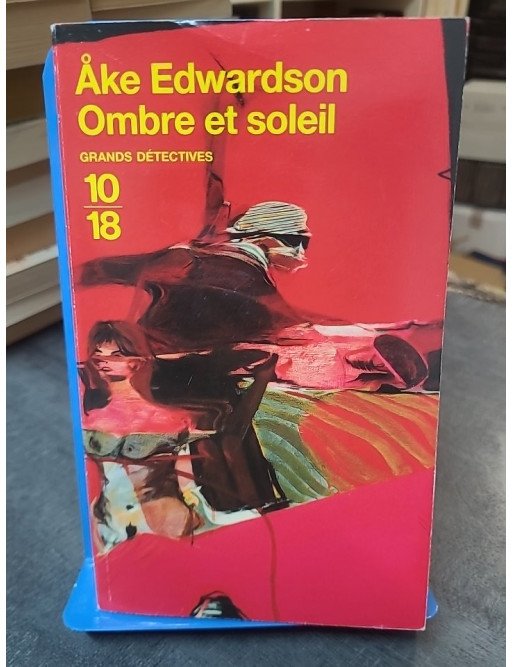 Åke Edwardson
Ombre et soleil
GRANDS DÉTECTIVES
10
18